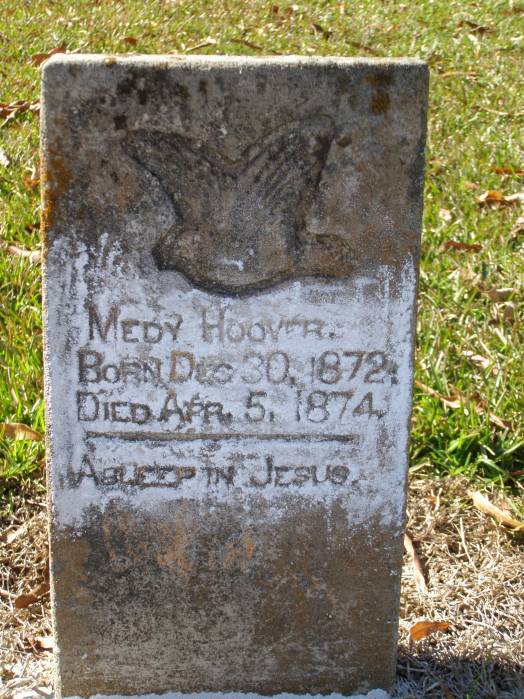 MEDY HOOVER.
BORN DEC 30, 1872.
DIED APR. 5, 1874.
ASLEEP IN JESUS.